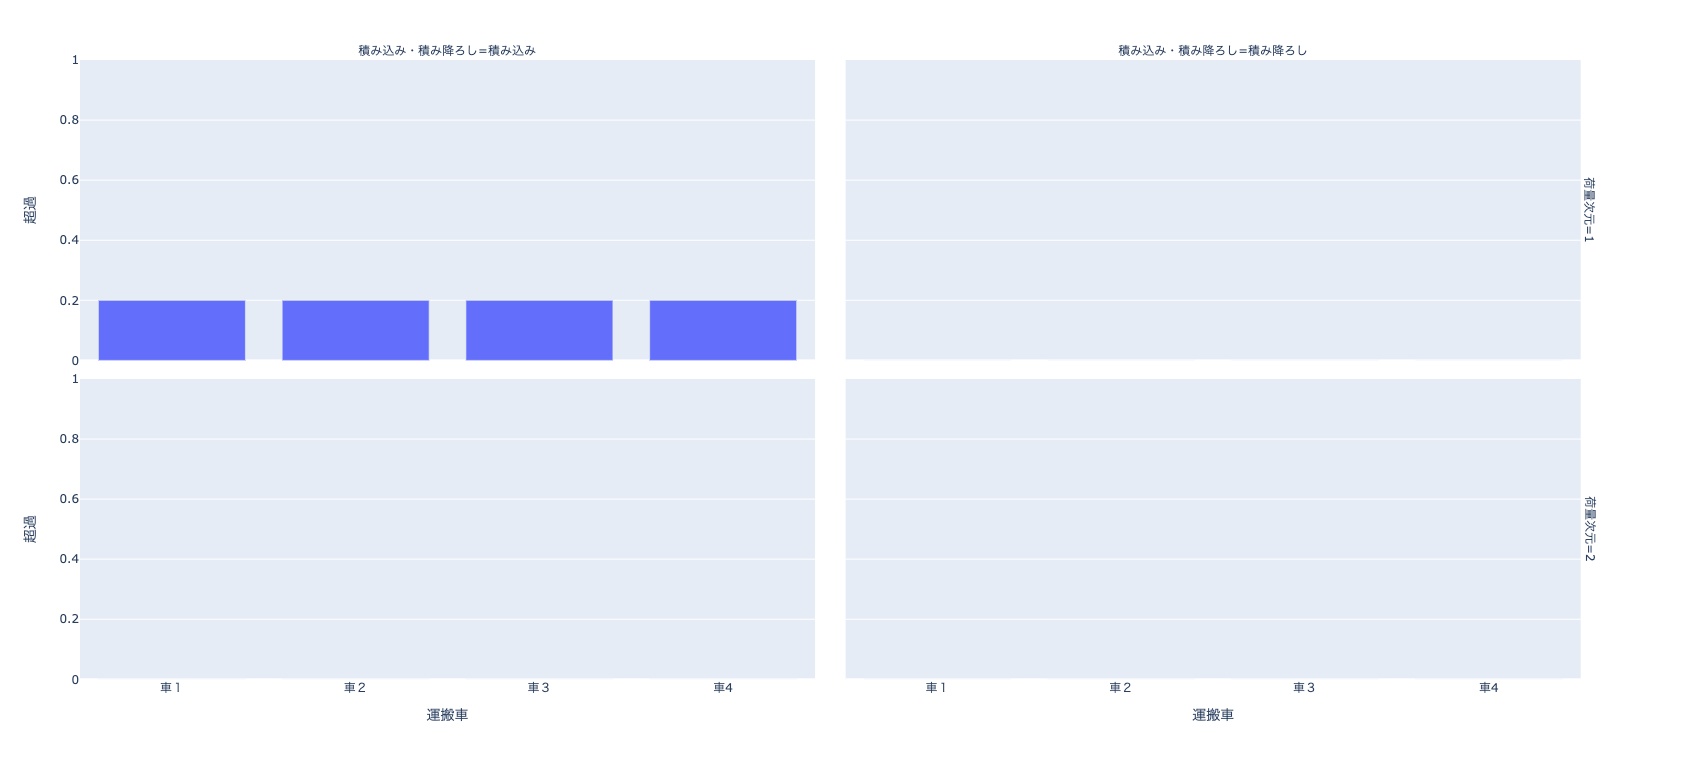 積み込み・積み降ろし=積み込み
積み込み・積み降ろし=積み降ろし
1
0.8
0.6
0.4
0.2
0
超過
荷量次元=1
1
0.8
0.6
0.4
0.2
0
超過
荷量次元=2
車１ 車２ 車３ 車4
車１ 車２ 車３ 車4
運搬車
運搬車